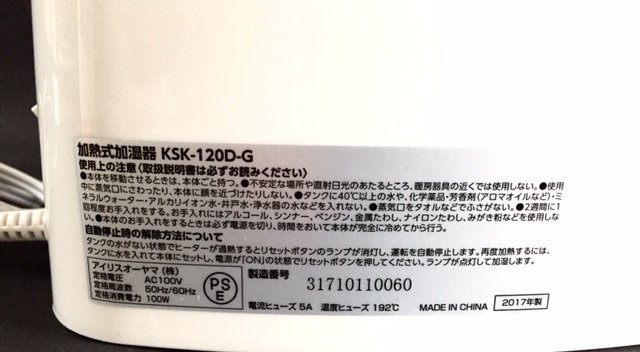 加熱式加湿器 KSK-120D-G
使用上の注意〈取扱説明書は必ずお読みください〉
●本体を移動させるときは、本体ごと持つ。●不安定な場所や直射日光のあたるところ、暖房器具の近くでは使用しない。●使用
中に蒸気口にさわったり、本体に顔を近づけたりしない。●タンクに40℃以上の水や、化学薬品・芳香剤(アロマオイルなど)・ミ
ネラルウォーター・アルカリイオン水・井戸水・浄水器の水などを入れない。●蒸気口をタオルなどでふさがない。●2週間に1
回程度お手入れをする。お手入れにはアルコール、シンナー、ベンジン、金属たわし、ナイロンたわし、みがき粉などを使用しな
い。●本体のお手入れをするときは必ず電源を切り、時間をおいて本体が完全に冷めてから行う。
自動停止時の解除方法について
タンクの水がない状態でヒーターが過熱するとリセットボタンのランプが消灯し、運転を自動停止します。再度加熱するには、
タンクに水を入れて本体にセットし、電源が「ON」の状態でリセットボタンを押してください。ランプが点灯して加湿します。
アイリスオーヤマ(株)
定格電圧 AC100V
定格周波数 50Hz/60Hz
定格消費電力 100W
PS
E
製造番号
31710110060
電流ヒューズ 5A 温度ヒューズ 192℃ MADE IN CHINA 2017年製